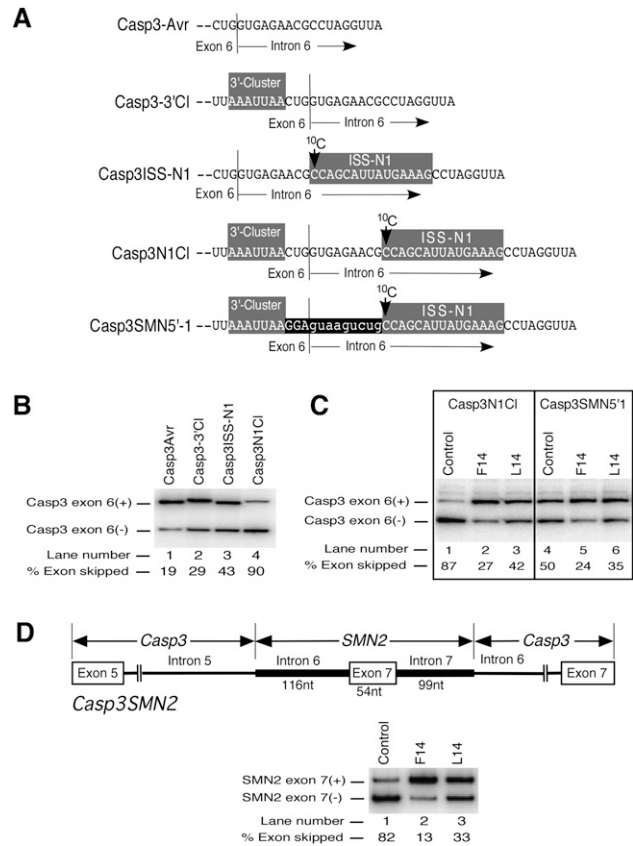 A
Casp3-Avr --CUGGUGAGAACGCCUAGGUUA
Exon 6 Intron 6
3'-Cluster
Casp3-3'Cl --UUAAAUUAACUGGUGAGAACGCCUAGGUUA
Exon 6 Intron 6
10C
ISS-N1
Casp3ISS-N1 --CUGGUGAGAACGCCAGCAUUAUGAAAGCCUAGGUUA
Exon 6 Intron 6
10C
3'-Cluster ISS-N1
Casp3N1Cl --UUAAAUUAACUGGUGAGAACGCCAGCAUUAUGAAAGCCUAGGUUA
Exon 6 Intron 6
10C
3'-Cluster ISS-N1
Casp3SMN5'-1 --UUAAAUUAAGGAguaagucugCCAGCAUUAUGAAAGCCUAGGUUA
Exon 6 Intron 6
B
Casp3Avr Casp3-3'Cl Casp3ISS-N1 Casp3N1Cl
Casp3 exon 6(+)
Casp3 exon 6(-)
Lane number 1 2 3 4
% Exon skipped 19 29 43 90
C
Casp3N1Cl Casp3SMN5'1
Control F14 L14 Control F14 L14
Casp3 exon 6(+)
Casp3 exon 6(-)
Lane number 1 2 3 4 5 6
% Exon skipped 87 27 42 50 24 35
D
Casp3 SMN2 Casp3
Exon 5 Intron 5 Intron 6 Exon 7 Intron 7 Intron 6 Exon 7
116nt 54nt 99nt
Casp3SMN2
Control F14 L14
SMN2 exon 7(+)
SMN2 exon 7(-)
Lane number 1 2 3
% Exon skipped 82 13 33